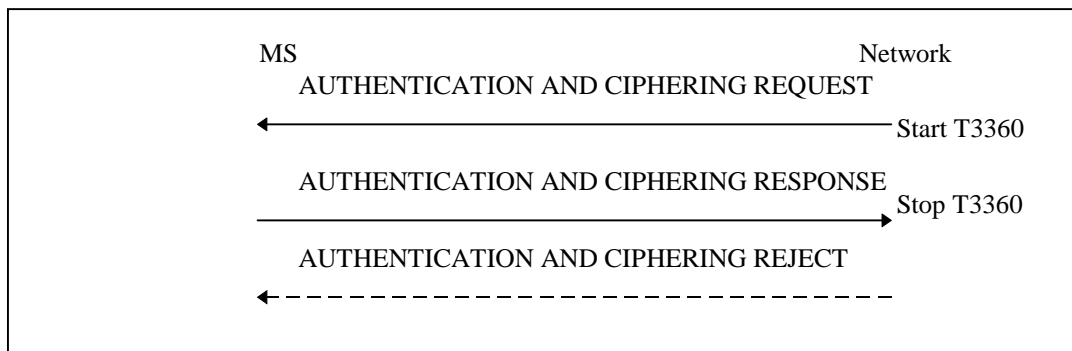 MS Network
AUTHENTICATION AND CIPHERING REQUEST
Start T3360
AUTHENTICATION AND CIPHERING RESPONSE
Stop T3360
AUTHENTICATION AND CIPHERING REJECT